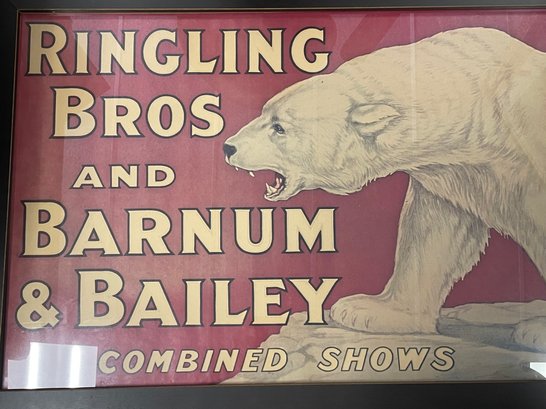 RINGLING
BROS
AND
BARNUM
& BAILEY
COMBINED SHOWS